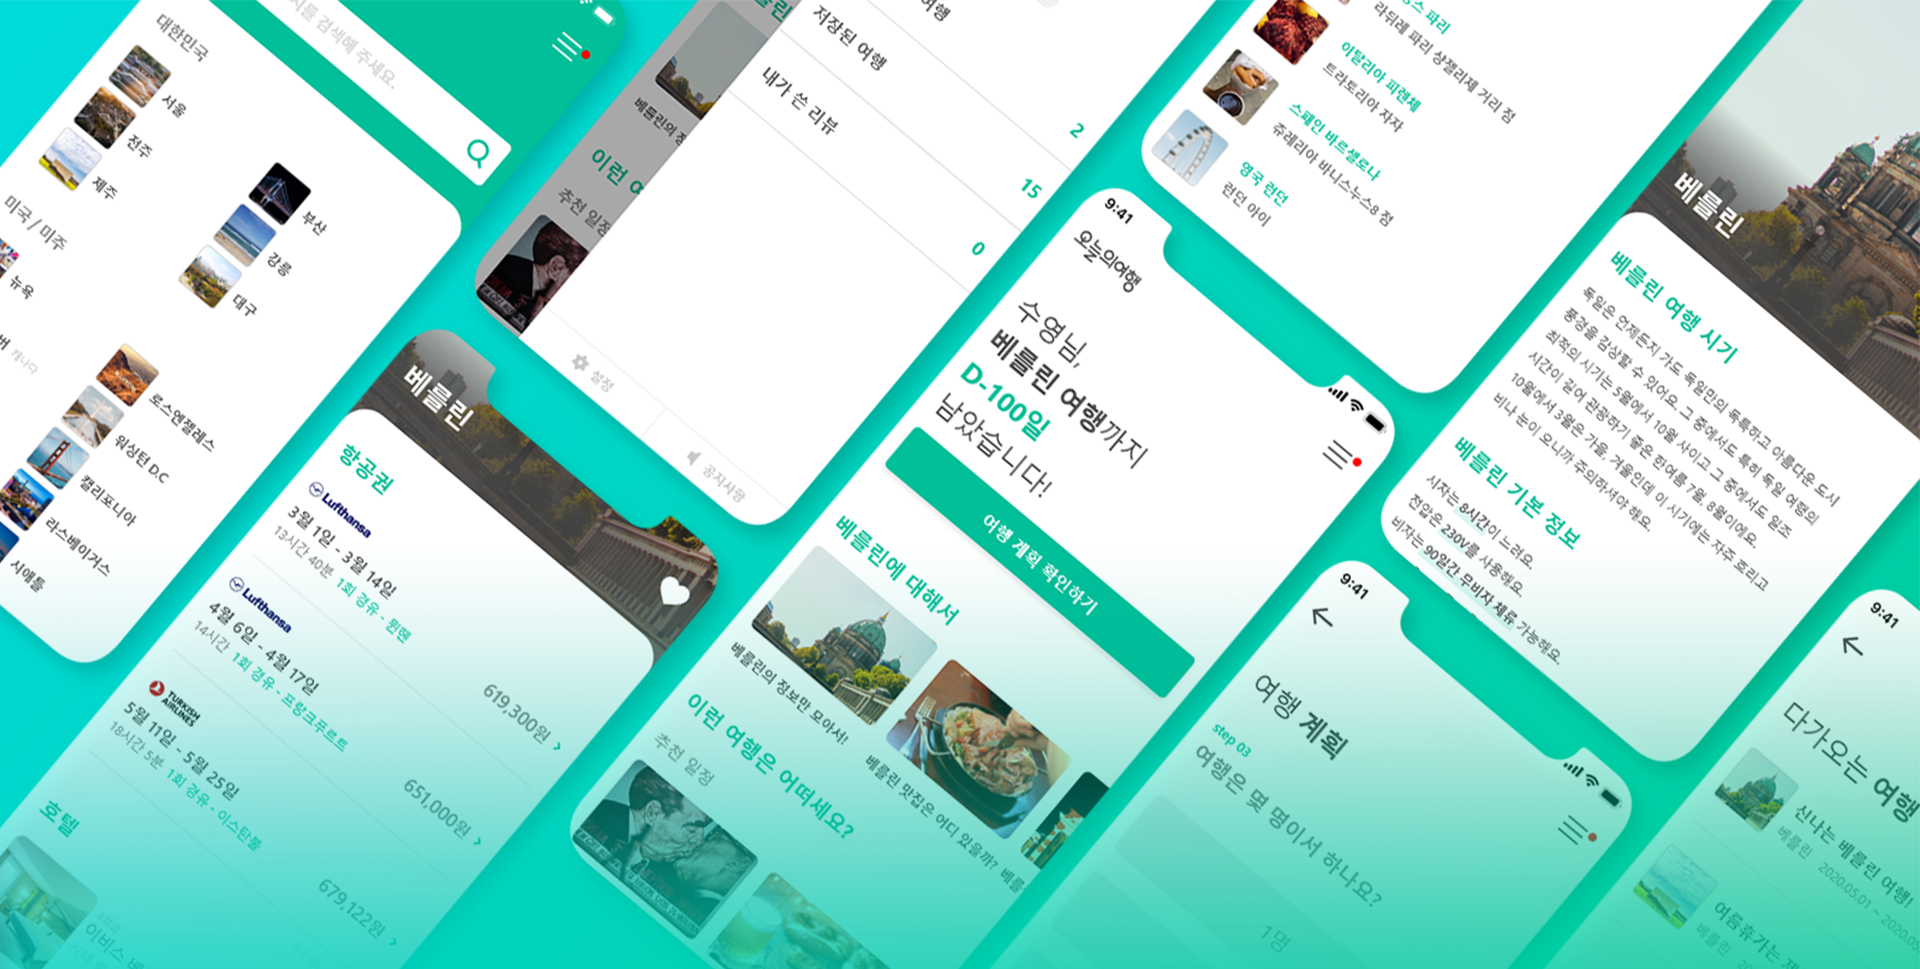 시를 검색해 주세요.
대한민국
서울
전주
제주
부산
강릉
대구
미국 / 미주
뉴욕
버 캐나다
로스엔젤레스
워싱턴 D.C
캘리포니아
라스베이거스
시애틀
베를린
항공권
Lufthansa
3월 1일 - 3월 14일
13시간 40분 1회 경유 - 뮌헨
619,300원
Lufthansa
4월 6일 - 4월 17일
14시간 1회 경유 - 프랑크푸르트
651,000원
TURKISH
AIRLINES
5월 11일 - 5월 25일
18시간 5분 1회 경유 - 이스탄불
679,122원
호텔
이비스 베
베를린의 정
이런 여
추천 일정
여행
저장된 여행
내가 쓴 리뷰
2
15
0
설정
공지사항
9:41
오늘의여행
수영님,
베를린 여행까지
D-100일
남았습니다!
여행 계획 확인하기
베를린에 대해서
베를린의 정보만 모아서!
베를린 맛집은 어디 있을까?
베를
이런 여행은 어떠세요?
추천 일정
파리
라뒤레 파리 샹젤리제 거리 점
이탈리아 피렌체
트라토리아 자자
스페인 바르셀로나
츄레리아 바니스누스8 점
영국 런던
런던 아이
9:41
여행 계획
step 03
여행은 몇 명이서 하나요?
1명
베를린
베를린 여행 시기
독일은 언제든지 가도 독일만의 독특하고 아름다운 도시
풍경을 감상할 수 있어요. 그 중에서도 특히 독일 여행의
최적의 시기는 5월에서 10월 사이고 그 중에서도 일조
시간이 길어 관광하기 좋은 한여름 7월 8월이에요.
10월에서 3월은 가을, 겨울인데 이 시기에는 자주 흐리고
비나 눈이 오니까 주의하셔야 해요.
베를린 기본 정보
시차는 8시간이 느려요.
전압은 230V를 사용해요.
비자는 90일간 무비자 체류 가능해요.
9:41
다가오는 여행
신나는 베를린 여행!
베를린 2020.05.01 ~ 2020.05
여름휴가는
베를린